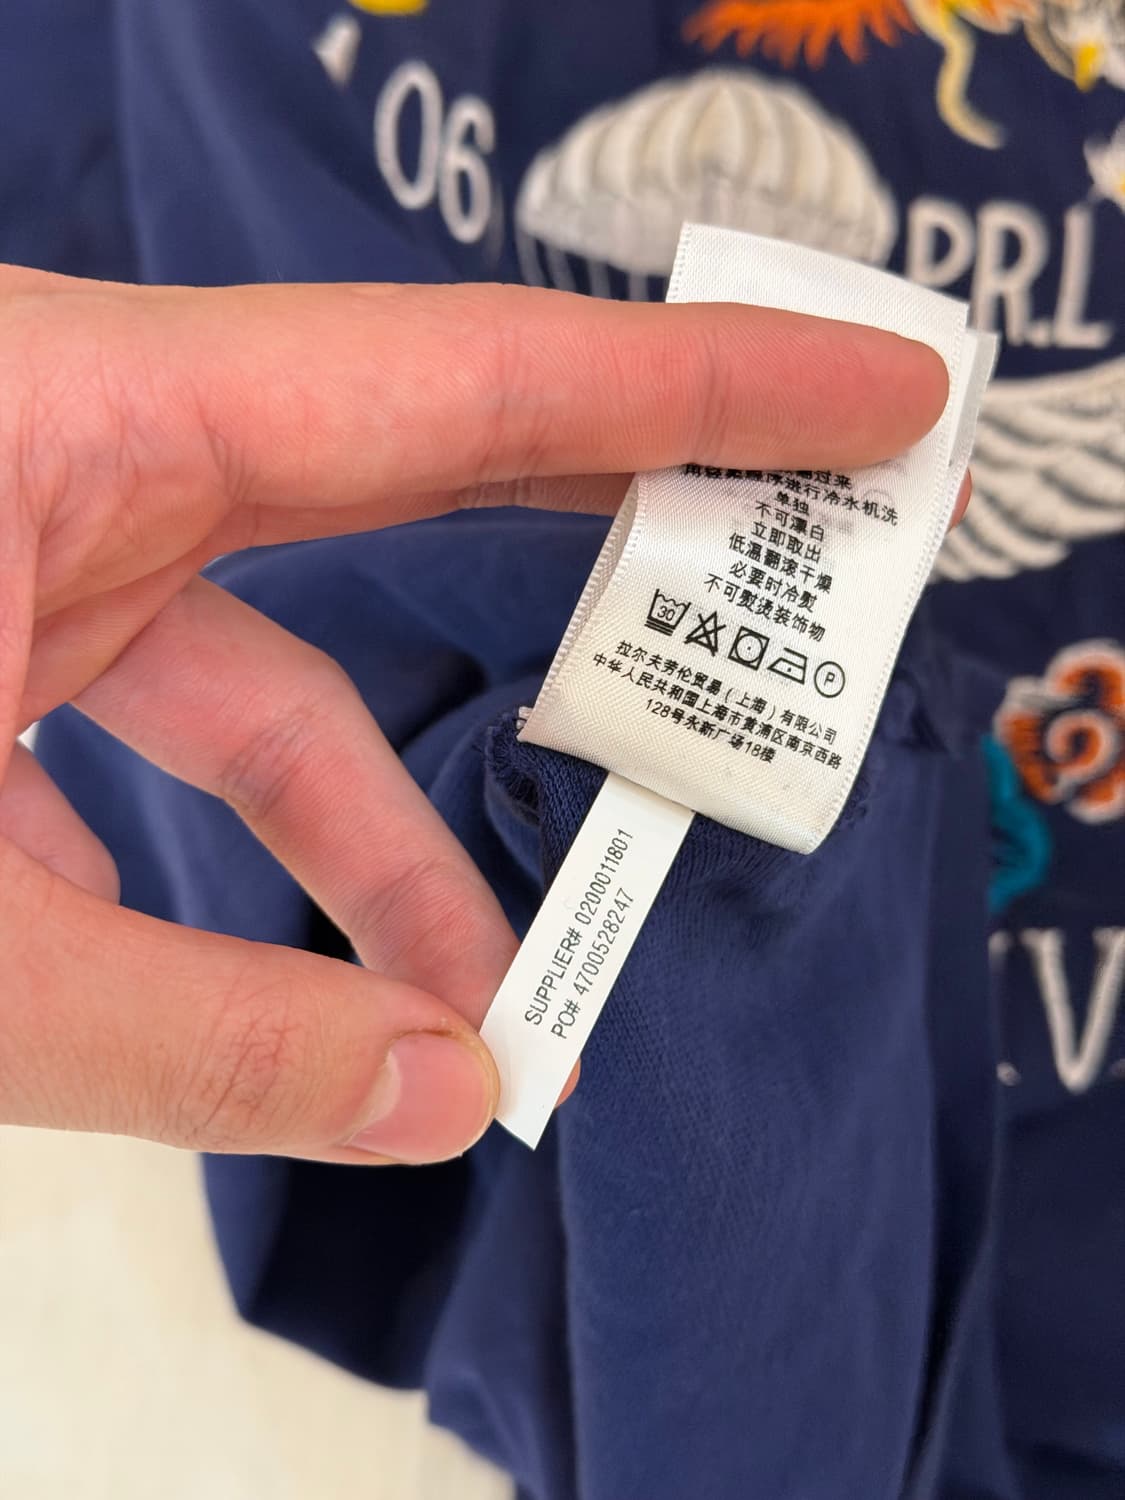 06
P.R.L
翻过来
进行冷水机洗
单独
不可漂白
立即取出
低温翻滚干燥
必要时冷熨
不可熨烫装饰物
30
P
拉尔夫劳伦贸易（上海）有限公司
中华人民共和国上海市黄浦区南京西路
128号永新广场18楼
SUPPLIER# 0200011801
PO# 4700528247
V